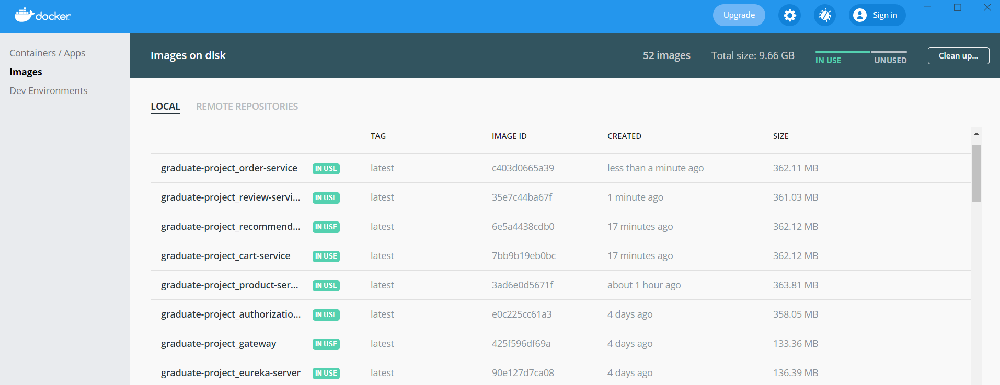 docker
Upgrade
Sign in
Containers / Apps
Images
Dev Environments
Images on disk
52 images
Total size: 9.66 GB
IN USE
UNUSED
Clean up...
LOCAL
REMOTE REPOSITORIES
TAG IMAGE ID CREATED SIZE
graduate-project_order-service IN USE latest c403d0665a39 less than a minute ago 362.11 MB
graduate-project_review-servi... IN USE latest 35e7c44ba67f 1 minute ago 361.03 MB
graduate-project_recommend... IN USE latest 6e5a4438cdb0 17 minutes ago 362.12 MB
graduate-project_cart-service IN USE latest 7bb9b19eb0bc 17 minutes ago 362.12 MB
graduate-project_product-ser... IN USE latest 3ad6e0d5671f about 1 hour ago 363.81 MB
graduate-project_authorizatio... IN USE latest e0c225cc61a3 4 days ago 358.05 MB
graduate-project_gateway IN USE latest 425f596df69a 4 days ago 133.36 MB
graduate-project_eureka-server IN USE latest 90e127d7ca08 4 days ago 136.39 MB